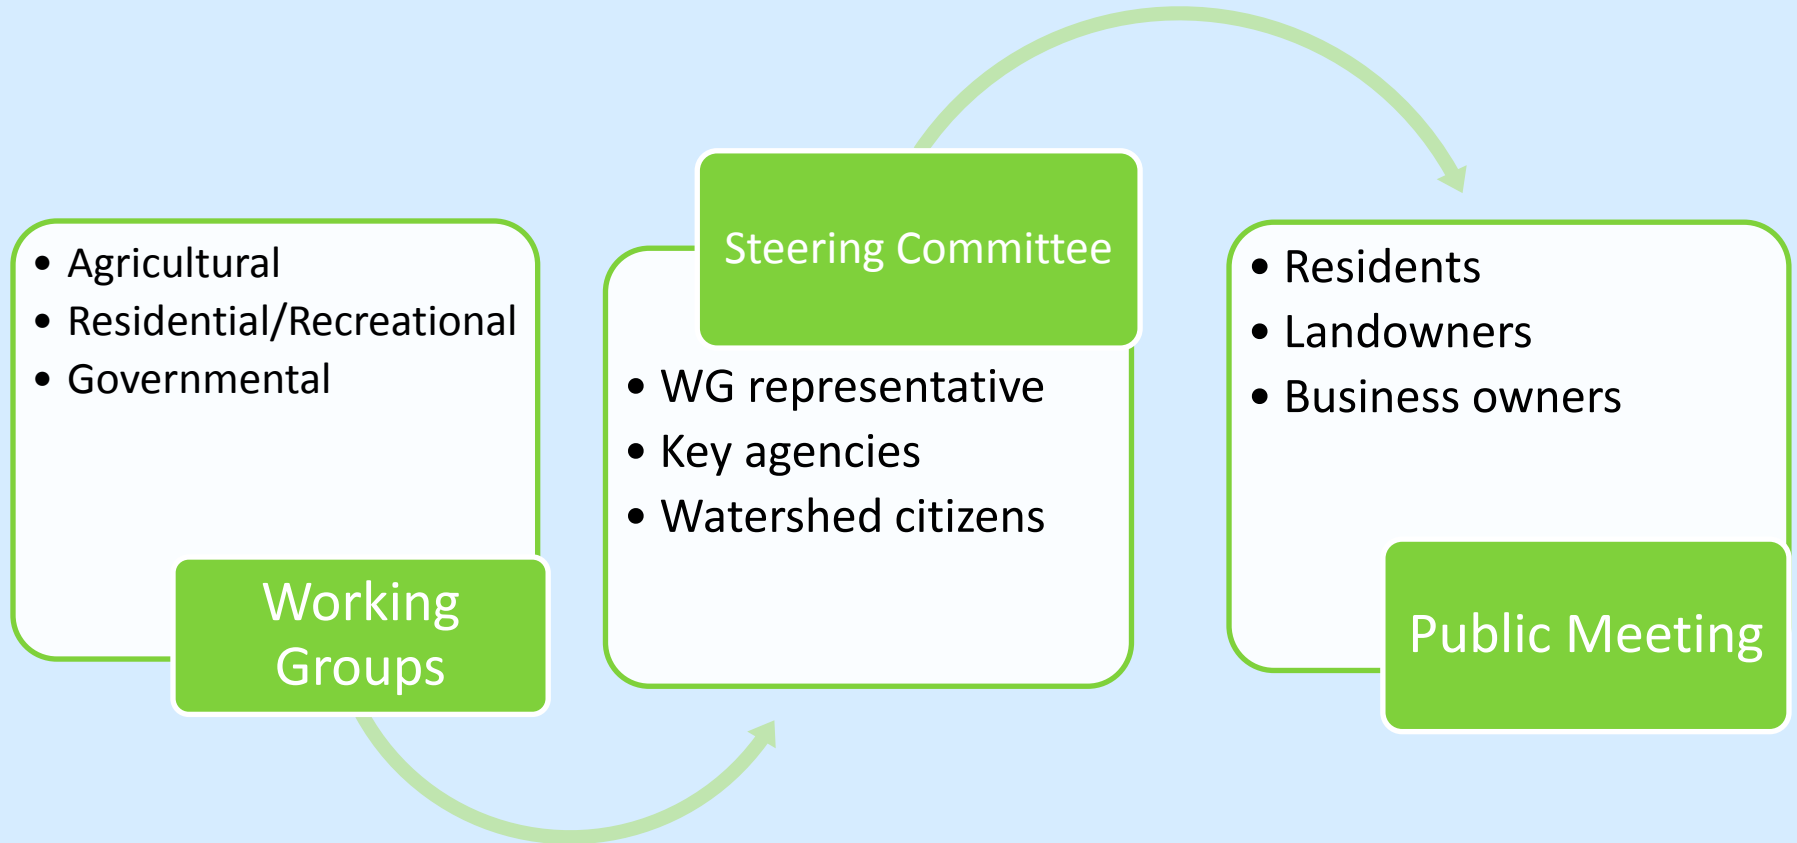 • Agricultural
• Residential/Recreational
• Governmental
Working
Groups
Steering Committee
• WG representative
• Key agencies
• Watershed citizens
• Residents
• Landowners
• Business owners
Public Meeting